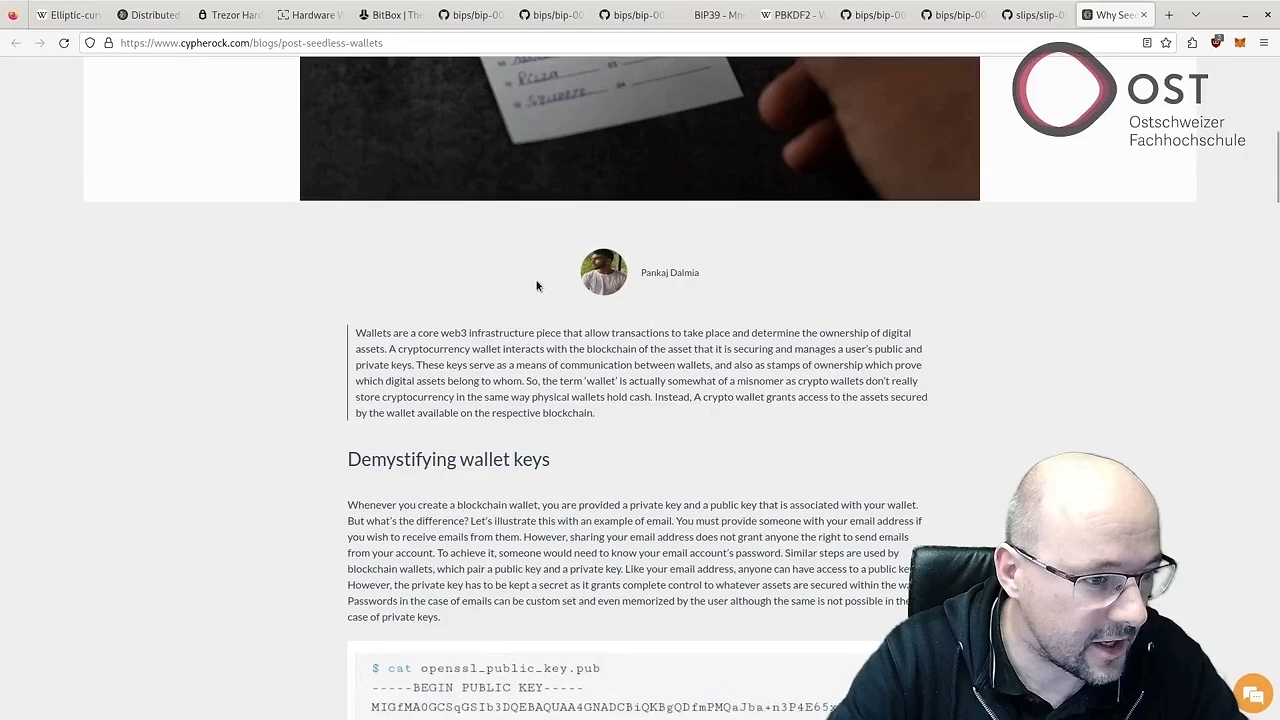 Elliptic-cur
Distributed
Trezor Har
Hardware W
BitBox | The
bips/bip-00
bips/bip-00
bips/bip-00
BIP39 - Mne
PBKDF2 - W
bips/bip-00
bips/bip-00
slips/slip-0
Why Seed
https://www.cypherock.com/blogs/post-seedless-wallets
2
Pizza
OST
Ostschweizer
Fachhochschule
Pankaj Dalmia
Wallets are a core web3 infrastructure piece that allow transactions to take place and determine the ownership of digital
assets. A cryptocurrency wallet interacts with the blockchain of the asset that it is securing and manages a user's public and
private keys. These keys serve as a means of communication between wallets, and also as stamps of ownership which prove
which digital assets belong to whom. So, the term 'wallet' is actually somewhat of a misnomer as crypto wallets don't really
store cryptocurrency in the same way physical wallets hold cash. Instead, A crypto wallet grants access to the assets secured
by the wallet available on the respective blockchain.
Demystifying wallet keys
Whenever you create a blockchain wallet, you are provided a private key and a public key that is associated with your wallet.
But what's the difference? Let's illustrate this with an example of email. You must provide someone with your email address if
you wish to receive emails from them. However, sharing your email address does not grant anyone the right to send emails
from your account. To achieve it, someone would need to know your email account's password. Similar steps are used by
blockchain wallets, which pair a public key and a private key. Like your email address, anyone can have access to a public ke
However, the private key has to be kept a secret as it grants complete control to whatever assets are secured within the wa
Passwords in the case of emails can be custom set and even memorized by the user although the same is not possible in the
case of private keys.
$ cat openssl_public_key.pub
-----BEGIN PUBLIC KEY-----